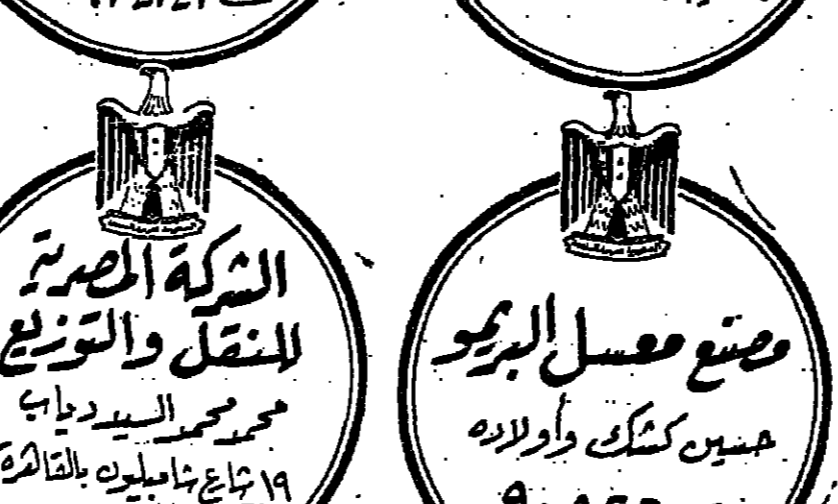 الشركة المصرية
للنقل والتوزيع
محمد محمد السيد دياب
١٩ شارع شامبليون بالقاهرة
مصنع معسل البريمو
حسين كشك وأولاده